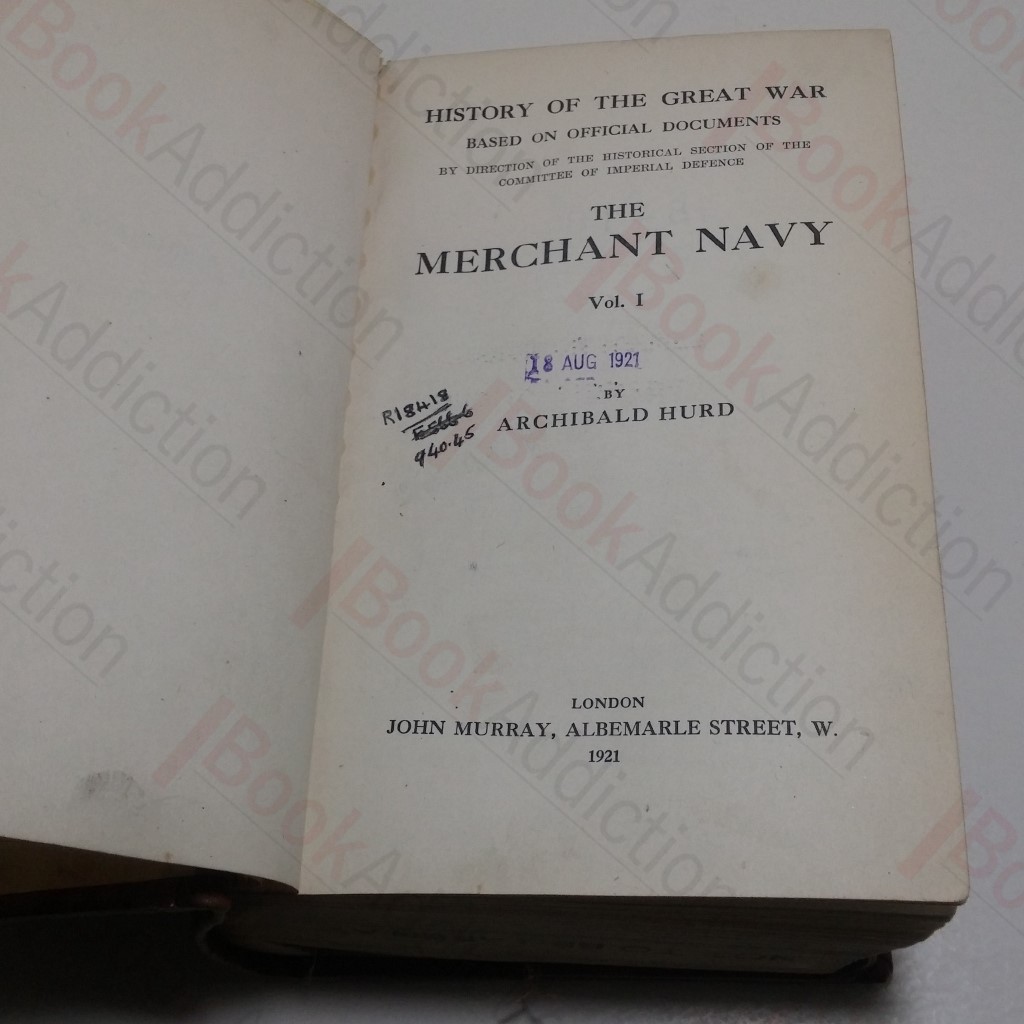 HISTORY OF THE GREAT WAR
BASED ON OFFICIAL DOCUMENTS
BY DIRECTION OF THE HISTORICAL SECTION OF THE
COMMITTEE OF IMPERIAL DEFENCE
THE
MERCHANT NAVY
Vol. I
18 AUG 1921
BY
ARCHIBALD HURD
R18418
940.45
LONDON
JOHN MURRAY, ALBEMARLE STREET, W.
1921
BookAddiction